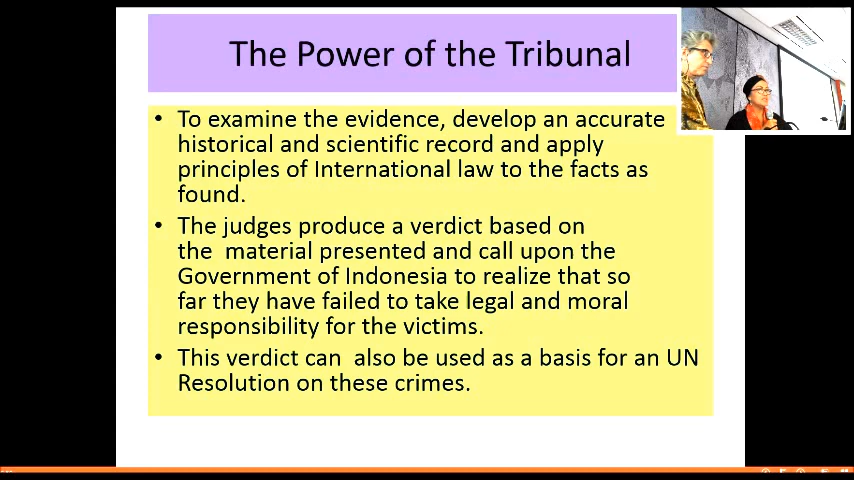 The Power of the Tribunal
• To examine the evidence, develop an accurate
historical and scientific record and apply
principles of International law to the facts as
found.
• The judges produce a verdict based on
the  material presented and call upon the
Government of Indonesia to realize that so
far they have failed to take legal and moral
responsibility for the victims.
• This verdict can  also be used as a basis for an UN
Resolution on these crimes.